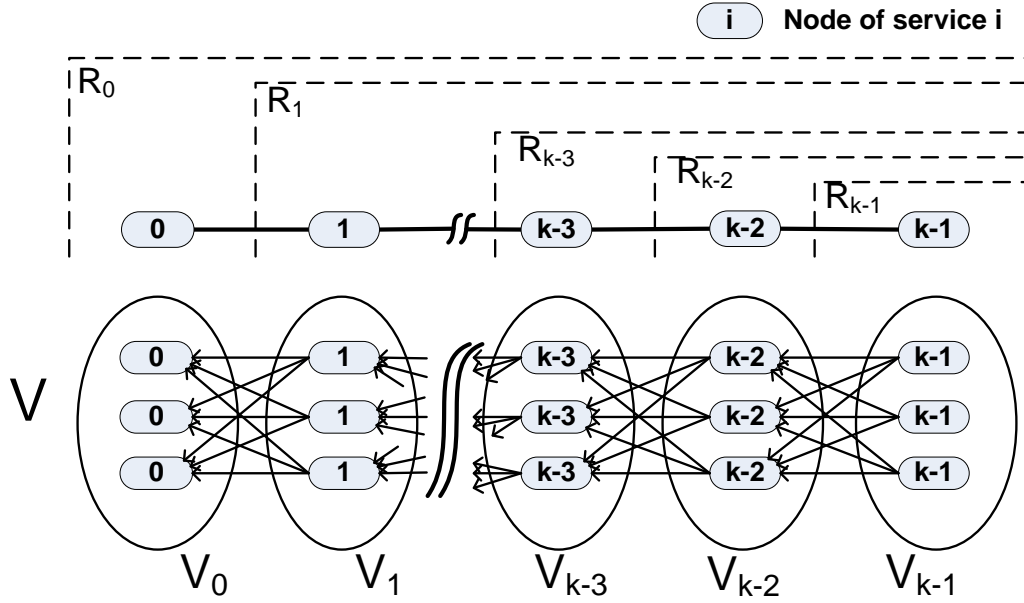 i Node of service i
R0
R1
Rk-3
Rk-2
Rk-1
0 1 k-3 k-2 k-1
0 1 k-3 k-2 k-1
V 0 1 k-3 k-2 k-1
0 1 k-3 k-2 k-1
V0 V1 Vk-3 Vk-2 Vk-1